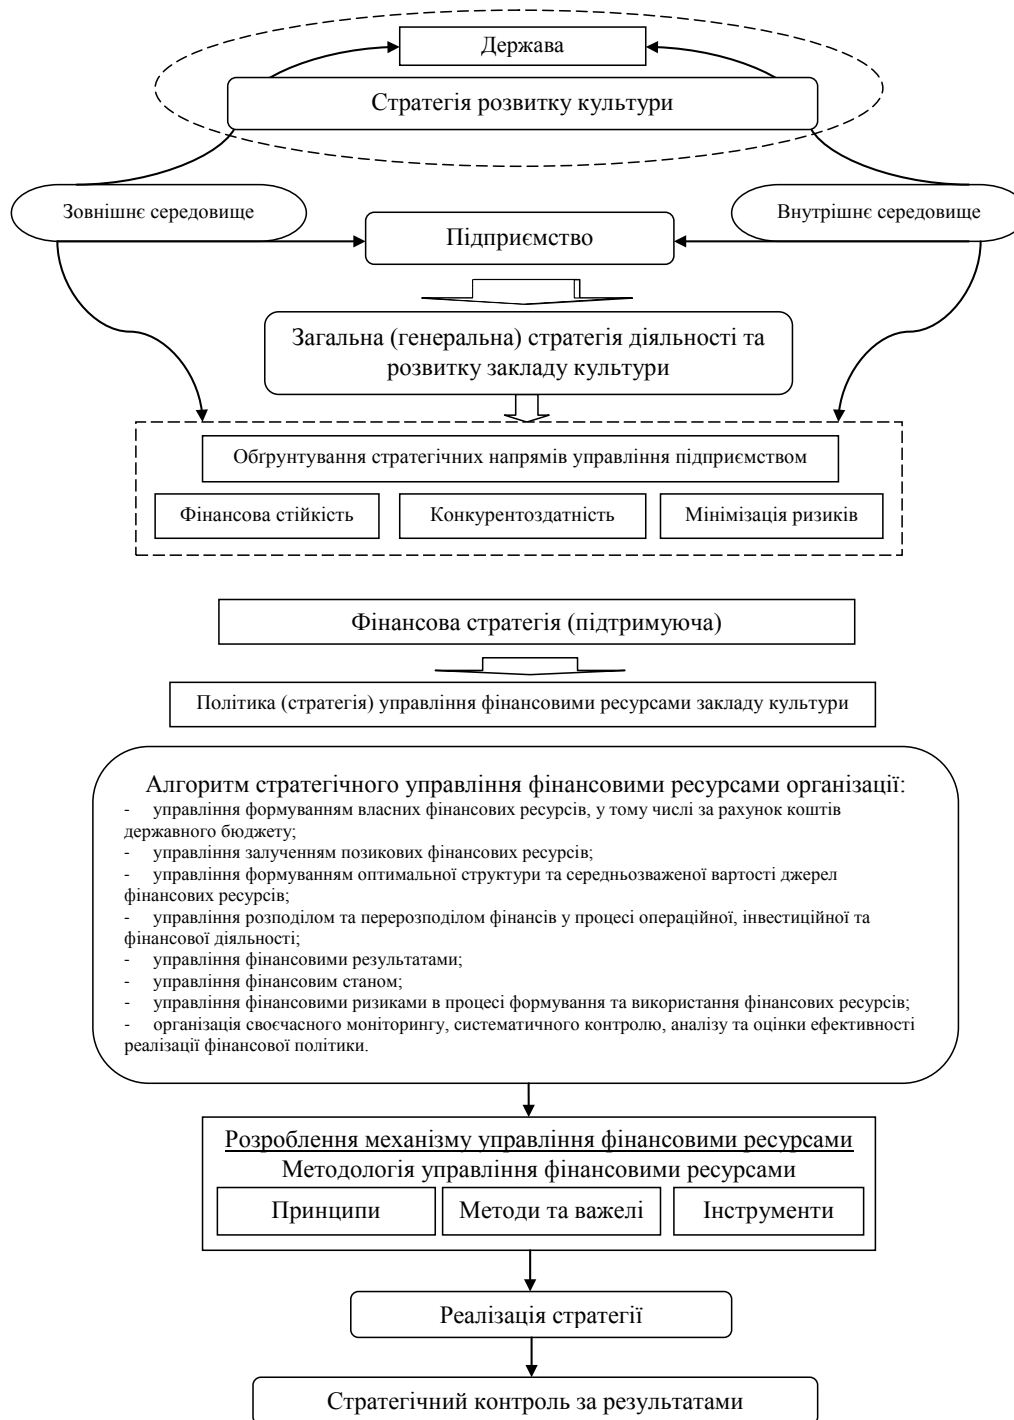 Держава
Стратегія розвитку культури
Зовнішнє середовище
Внутрішнє середовище
Підприємство
Загальна (генеральна) стратегія діяльності та
розвитку закладу культури
Обґрунтування стратегічних напрямів управління підприємством
Фінансова стійкість
Конкурентоздатність
Мінімізація ризиків
Фінансова стратегія (підтримуюча)
Політика (стратегія) управління фінансовими ресурсами закладу культури
Алгоритм стратегічного управління фінансовими ресурсами організації:
- управління формуванням власних фінансових ресурсів, у тому числі за рахунок коштів
державного бюджету;
- управління залученням позикових фінансових ресурсів;
- управління формуванням оптимальної структури та середньозваженої вартості джерел
фінансових ресурсів;
- управління розподілом та перерозподілом фінансів у процесі операційної, інвестиційної та
фінансової діяльності;
- управління фінансовими результатами;
- управління фінансовим станом;
- управління фінансовими ризиками в процесі формування та використання фінансових ресурсів;
- організація своєчасного моніторингу, систематичного контролю, аналізу та оцінки ефективності
реалізації фінансової політики.
Розроблення механізму управління фінансовими ресурсами
Методологія управління фінансовими ресурсами
Принципи
Методи та важелі
Інструменти
Реалізація стратегії
Стратегічний контроль за результатами